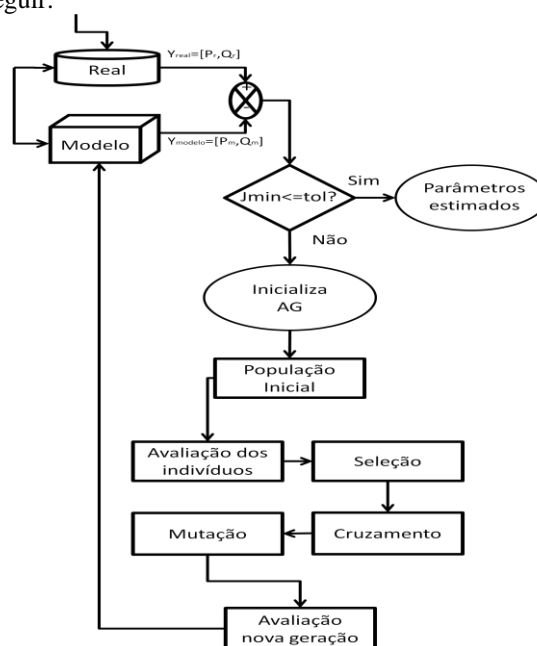 eguir:
Yreal=[Pr,Qr]
Real
+
-
Ymodelo=[Pm,Qm]
Modelo
Jmin<=tol?
Sim
Parâmetros
estimados
Não
Inicializa
AG
População
Inicial
Avaliação dos
indivíduos
Seleção
Mutação
Cruzamento
Avaliação
nova geração